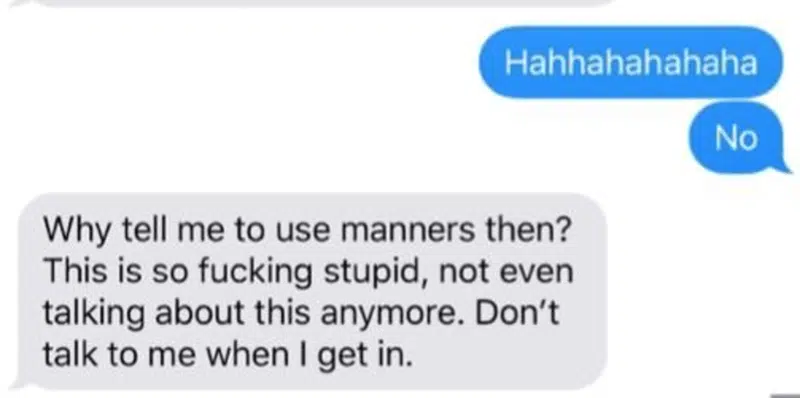 Hahhahahahaha
No
Why tell me to use manners then?
This is so fucking stupid, not even
talking about this anymore. Don’t
talk to me when I get in.